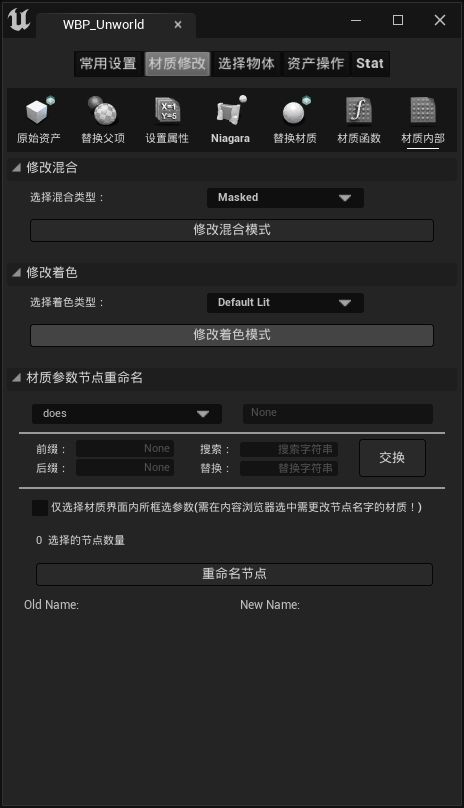 WBP_Unworld
常用设置 材质修改 选择物体 资产操作 Stat
X=1
Y=5
原始资产 替换父项 设置属性 Niagara 替换材质 材质函数 材质内部
修改混合
选择混合类型： Masked
修改混合模式
修改着色
选择着色类型： Default Lit
修改着色模式
材质参数节点重命名
does None
前缀： None 搜索： 搜索字符串
后缀： None 替换： 替换字符串
交换
仅选择材质界面内所框选参数(需在内容浏览器选中需更改节点名字的材质！)
0 选择的节点数量
重命名节点
Old Name: New Name: